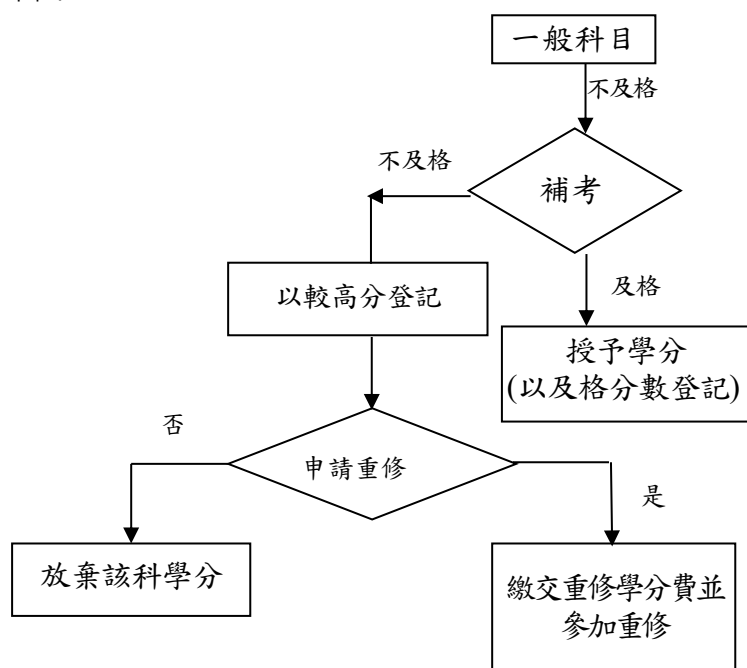 一般科目
不及格
不及格
補考
以較高分登記
及格
授予學分
(以及格分數登記)
否
申請重修
是
放棄該科學分
繳交重修學分費並
參加重修